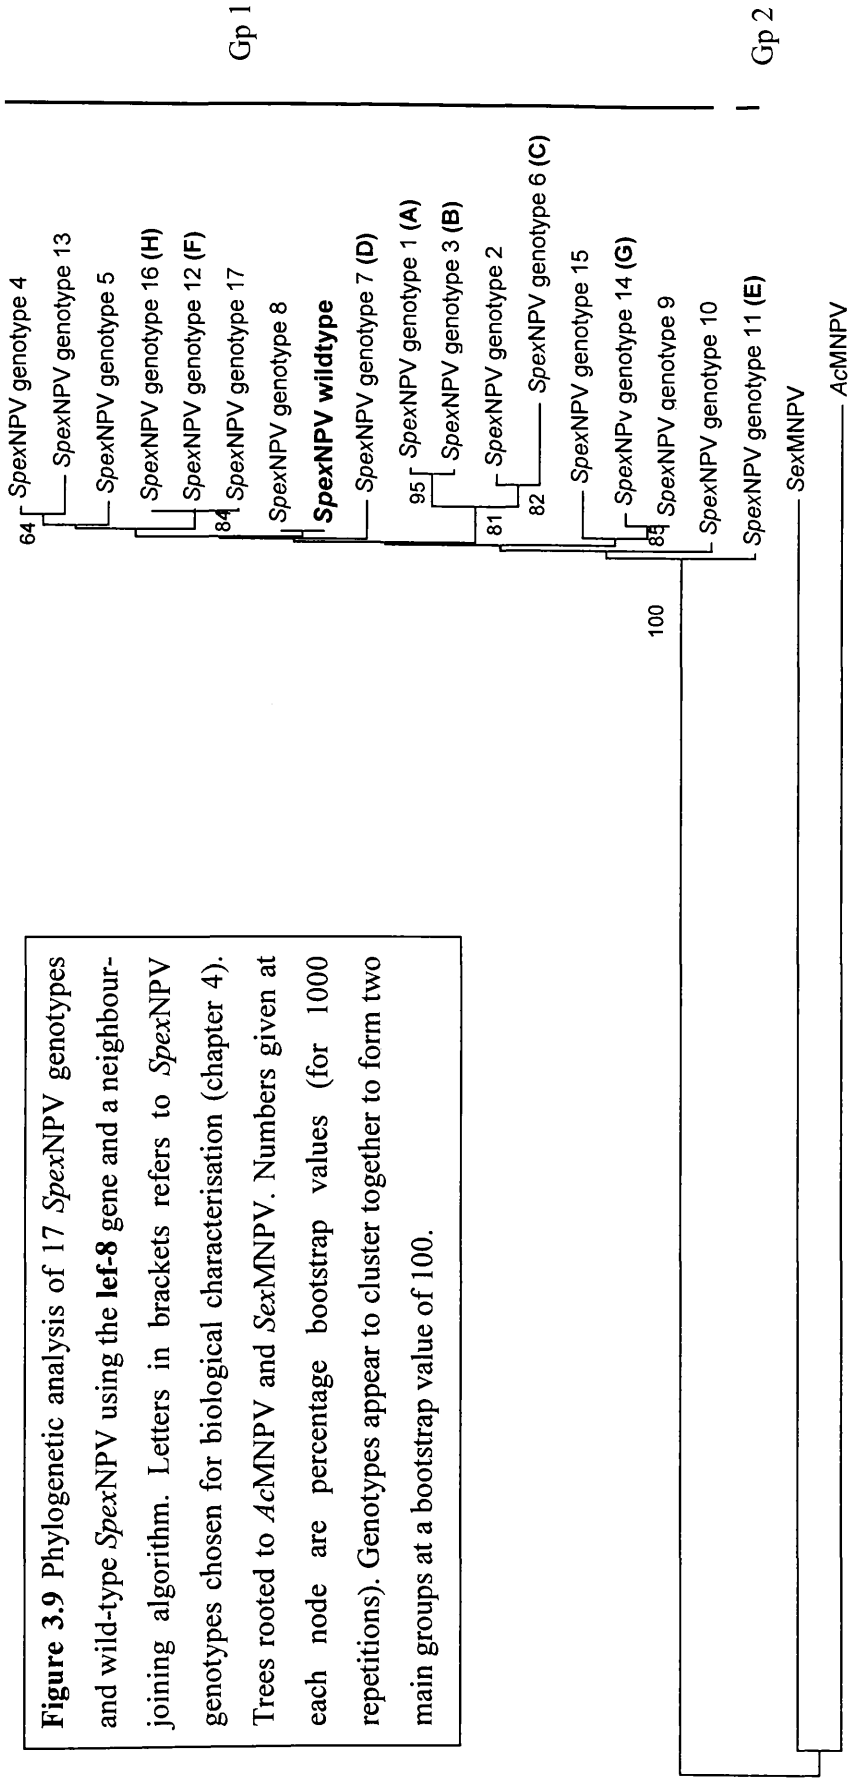 Figure 3.9 Phylogenetic analysis of 17 SpexNPV genotypes
and wild-type SpexNPV using the lef-8 gene and a neighbour-
joining algorithm. Letters in brackets refers to SpexNPV
genotypes chosen for biological characterisation (chapter 4).
Trees rooted to AcMNPV and SexMNPV. Numbers given at
each node are percentage bootstrap values (for 1000
repetitions). Genotypes appear to cluster together to form two
main groups at a bootstrap value of 100.
SpexNPV genotype 4
64
SpexNPV genotype 13
SpexNPV genotype 5
SpexNPV genotype 16 (H)
SpexNPV genotype 12 (F)
84
SpexNPV genotype 17
SpexNPV genotype 8
SpexNPV wildtype
SpexNPV genotype 7 (D)
SpexNPV genotype 1 (A)
95
SpexNPV genotype 3 (B)
81
SpexNPV genotype 2
82
SpexNPV genotype 6 (C)
SpexNPV genotype 15
SpexNPv genotype 14 (G)
85
SpexNPV genotype 9
SpexNPV genotype 10
100
SpexNPV genotype 11 (E)
SexMNPV
AcMNPV
Gp 1
Gp 2